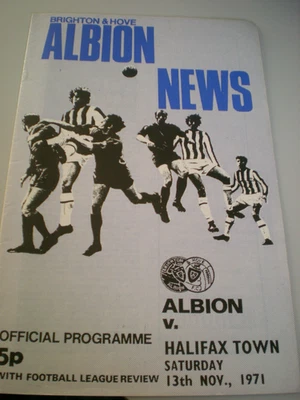 BRIGHTON & HOVE
ALBION
NEWS
ALBION
v.
HALIFAX TOWN
SATURDAY
13th NOV., 1971
OFFICIAL PROGRAMME
5p
WITH FOOTBALL LEAGUE REVIEW